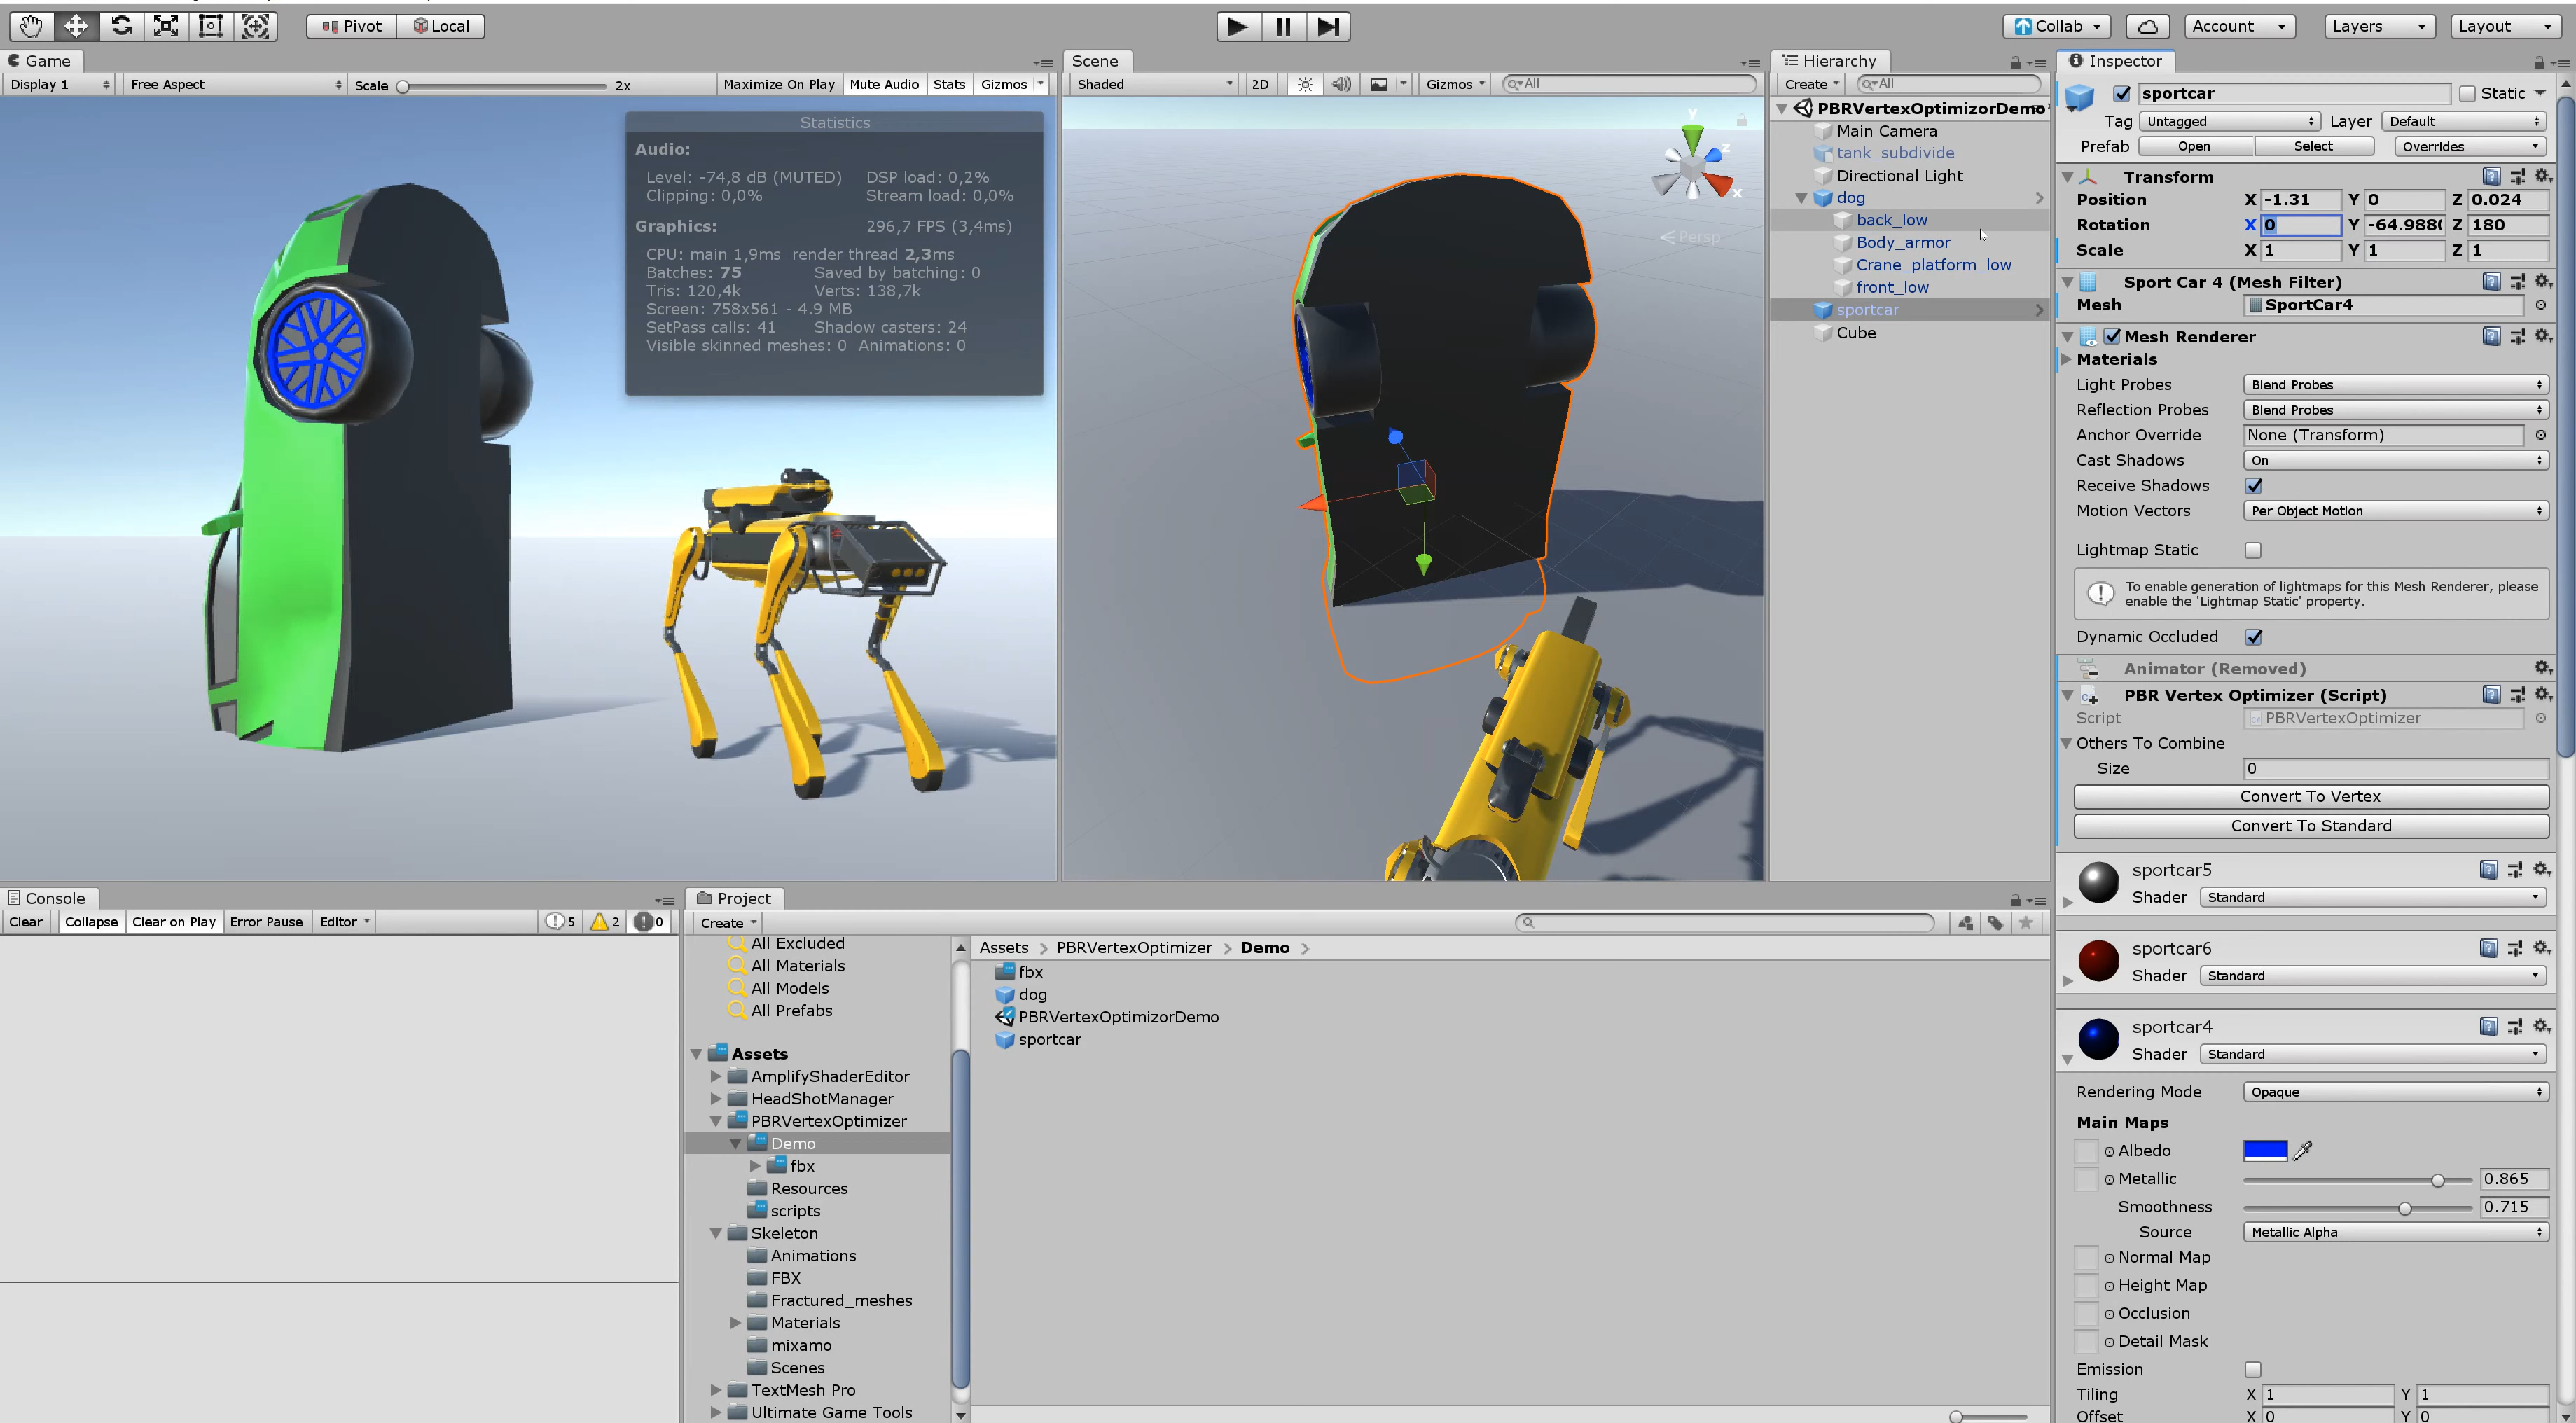 Pivot Local Collab Account Layers Layout
Game
Display 1 Free Aspect Scale 2x Maximize On Play Mute Audio Stats Gizmos
Statistics
Audio:
Level: -74,8 dB (MUTED) DSP load: 0,2%
Clipping: 0,0% Stream load: 0,0%
Graphics: 296,7 FPS (3,4ms)
CPU: main 1,9ms render thread 2,3ms
Batches: 75 Saved by batching: 0
Tris: 120,4k Verts: 138,7k
Screen: 758x561 - 4.9 MB
SetPass calls: 41 Shadow casters: 24
Visible skinned meshes: 0 Animations: 0
Scene
Shaded 2D Gizmos All
y
z
x
Persp
Hierarchy
Create All
PBRVertexOptimizorDemo
Main Camera
tank_subdivide
Directional Light
dog
back_low
Body_armor
Crane_platform_low
front_low
sportcar
Cube
Inspector
sportcar Static
Tag Untagged Layer Default
Prefab Open Select Overrides
Transform
Position X -1.31 Y 0 Z 0.024
Rotation X 0 Y -64.988 Z 180
Scale X 1 Y 1 Z 1
Sport Car 4 (Mesh Filter)
Mesh SportCar4
Mesh Renderer
Materials
Light Probes Blend Probes
Reflection Probes Blend Probes
Anchor Override None (Transform)
Cast Shadows On
Receive Shadows
Motion Vectors Per Object Motion
Lightmap Static
To enable generation of lightmaps for this Mesh Renderer, please
enable the 'Lightmap Static' property.
Dynamic Occluded
Animator (Removed)
PBR Vertex Optimizer (Script)
Script PBRVertexOptimizer
Others To Combine
Size 0
Convert To Vertex
Convert To Standard
sportcar5
Shader Standard
sportcar6
Shader Standard
sportcar4
Shader Standard
Rendering Mode Opaque
Main Maps
Albedo
Metallic 0.865
Smoothness 0.715
Source Metallic Alpha
Normal Map
Height Map
Occlusion
Detail Mask
Emission
Tiling X 1 Y 1
Offset X 0 Y 0
Console
Clear Collapse Clear on Play Error Pause Editor 5 2 0
Project
Create
All Excluded
All Materials
All Models
All Prefabs
Assets
AmplifyShaderEditor
HeadShotManager
PBRVertexOptimizer
Demo
fbx
Resources
scripts
Skeleton
Animations
FBX
Fractured_meshes
Materials
mixamo
Scenes
TextMesh Pro
Ultimate Game Tools
Assets PBRVertexOptimizer Demo
fbx
dog
PBRVertexOptimizorDemo
sportcar